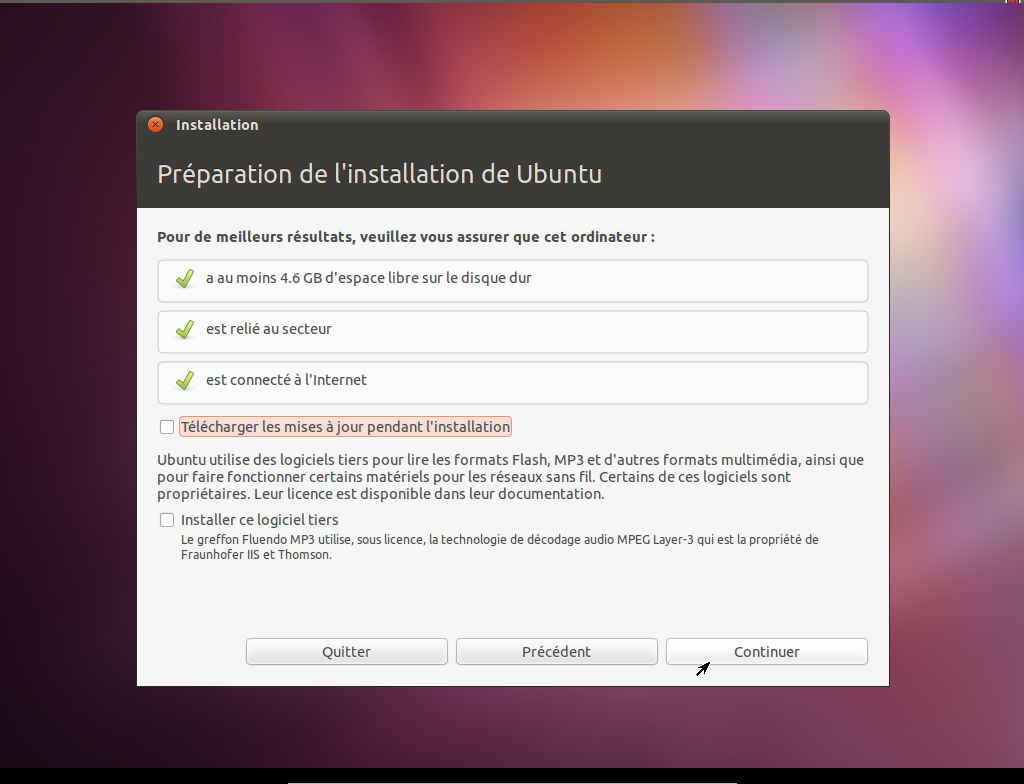 Installation
Préparation de l'installation de Ubuntu
Pour de meilleurs résultats, veuillez vous assurer que cet ordinateur :
a au moins 4.6 GB d'espace libre sur le disque dur
est relié au secteur
est connecté à l'Internet
Télécharger les mises à jour pendant l'installation
Ubuntu utilise des logiciels tiers pour lire les formats Flash, MP3 et d'autres formats multimédia, ainsi que
pour faire fonctionner certains matériels pour les réseaux sans fil. Certains de ces logiciels sont
propriétaires. Leur licence est disponible dans leur documentation.
Installer ce logiciel tiers
Le greffon Fluendo MP3 utilise, sous licence, la technologie de décodage audio MPEG Layer-3 qui est la propriété de
Fraunhofer IIS et Thomson.
Quitter
Précédent
Continuer